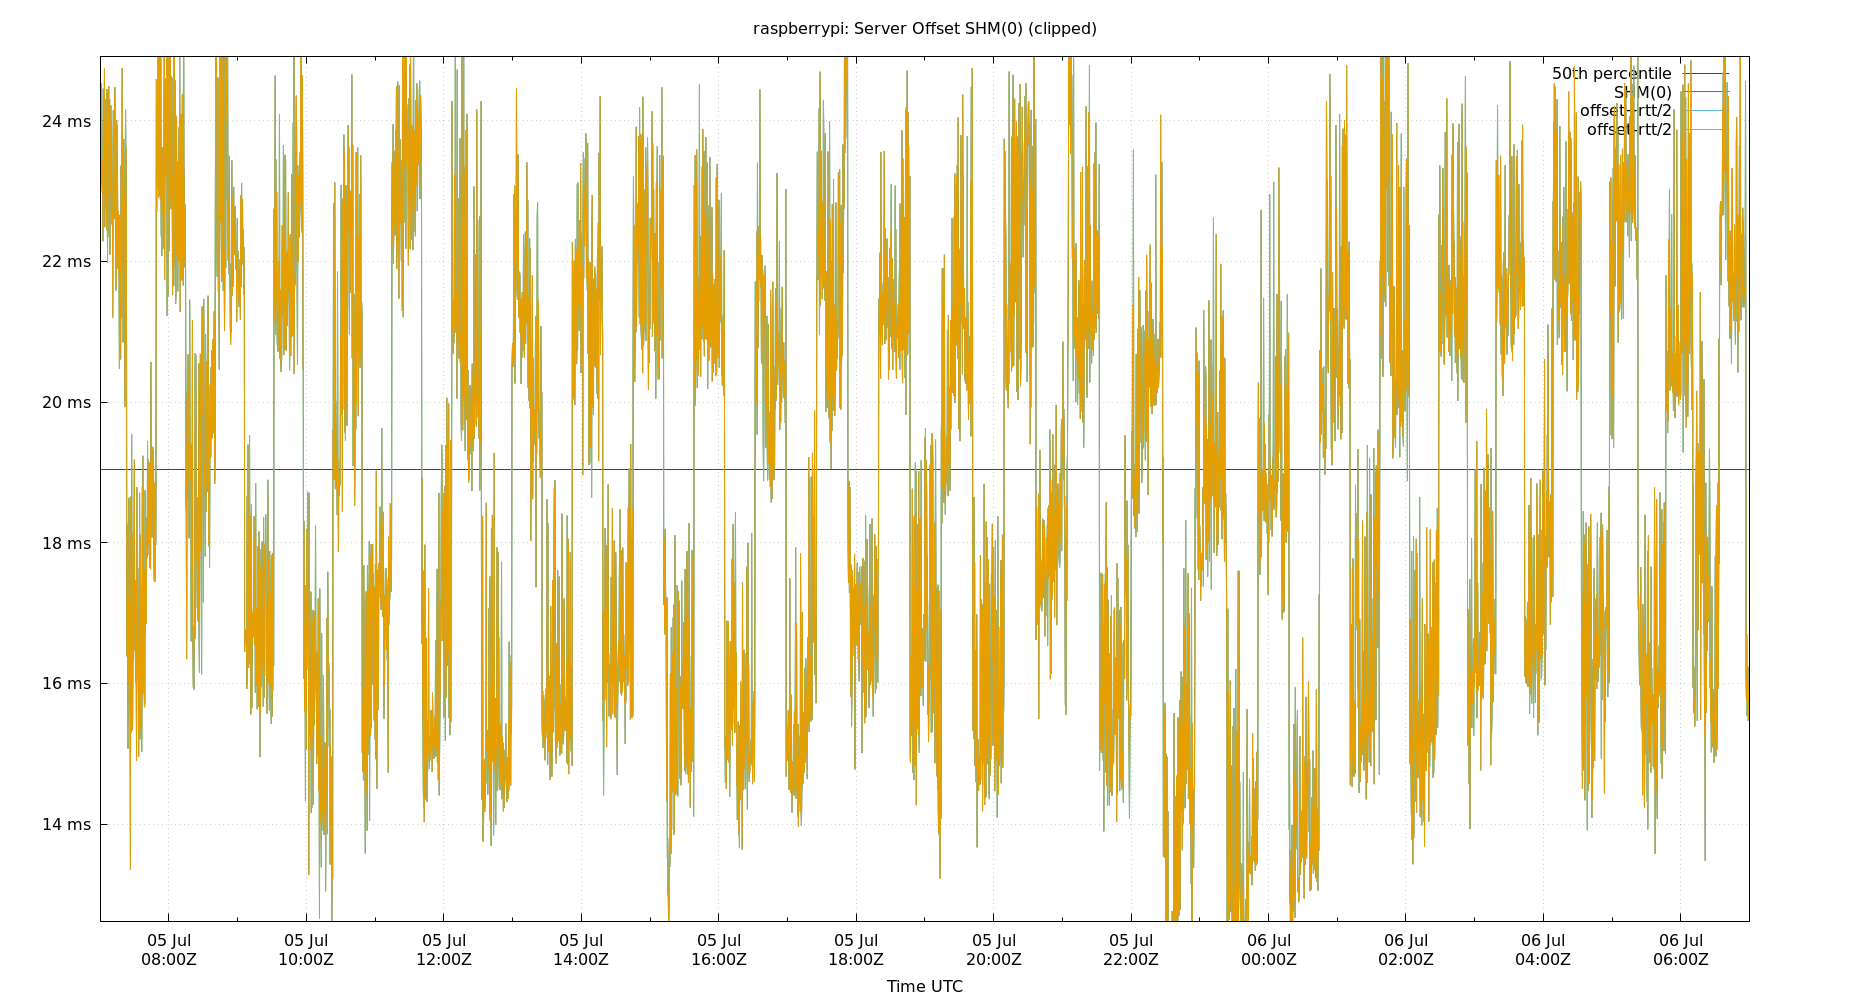 raspberrypi: Server Offset SHM(0) (clipped)
50th percentile
SHM(0)
offset+rtt/2
offset-rtt/2
24 ms
22 ms
20 ms
18 ms
16 ms
14 ms
05 Jul 05 Jul 05 Jul 05 Jul 05 Jul 05 Jul 05 Jul 05 Jul 06 Jul 06 Jul 06 Jul 06 Jul
08:00Z 10:00Z 12:00Z 14:00Z 16:00Z 18:00Z 20:00Z 22:00Z 00:00Z 02:00Z 04:00Z 06:00Z
Time UTC